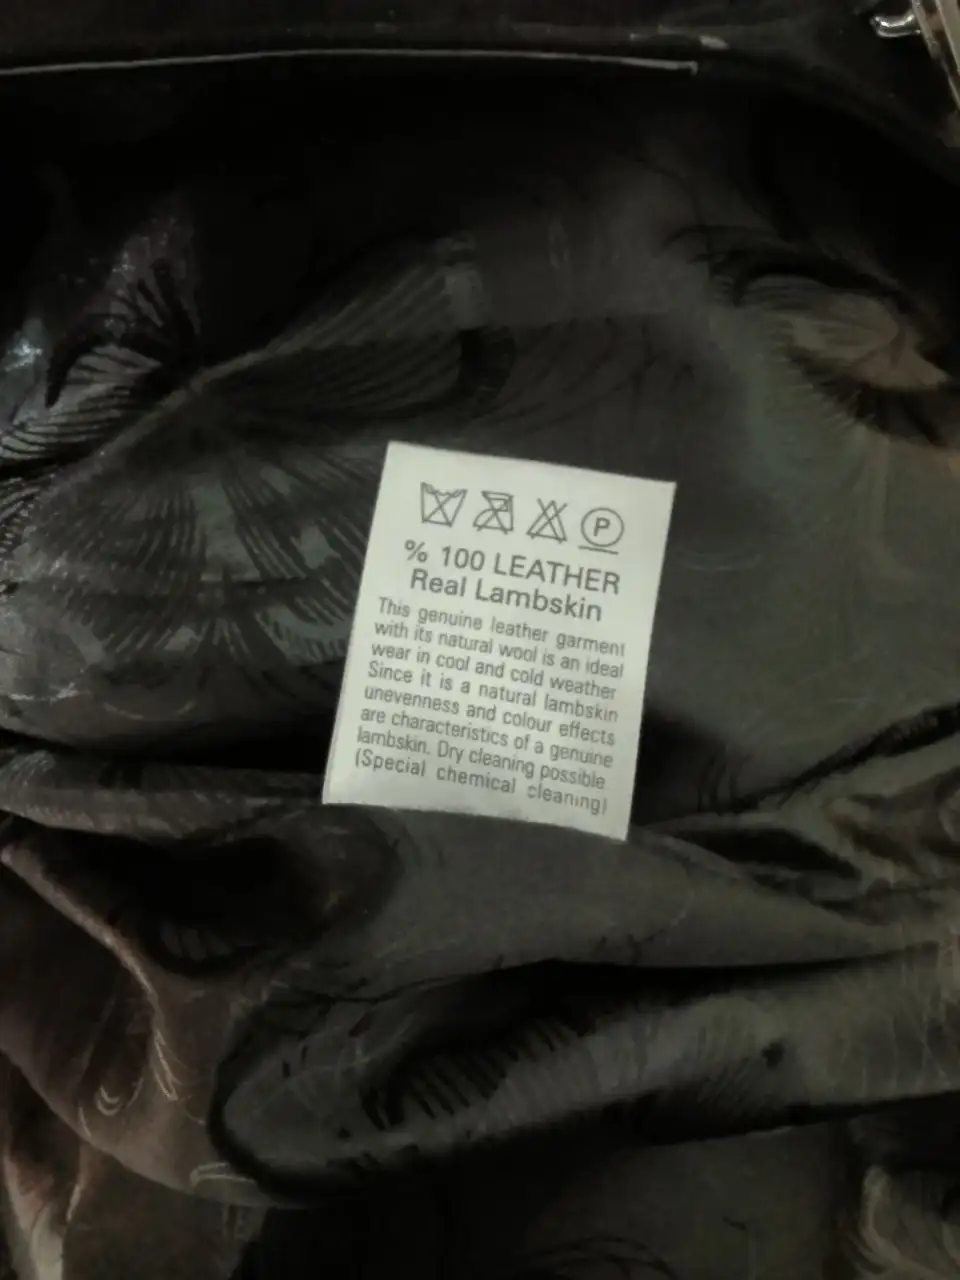 P
% 100 LEATHER
Real Lambskin
This genuine leather garment
with its natural wool is an ideal
wear in cool and cold weather
Since it is a natural lambskin
unevenness and colour effects
are characteristics of a genuine
lambskin. Dry cleaning possible
(Special chemical cleaning)